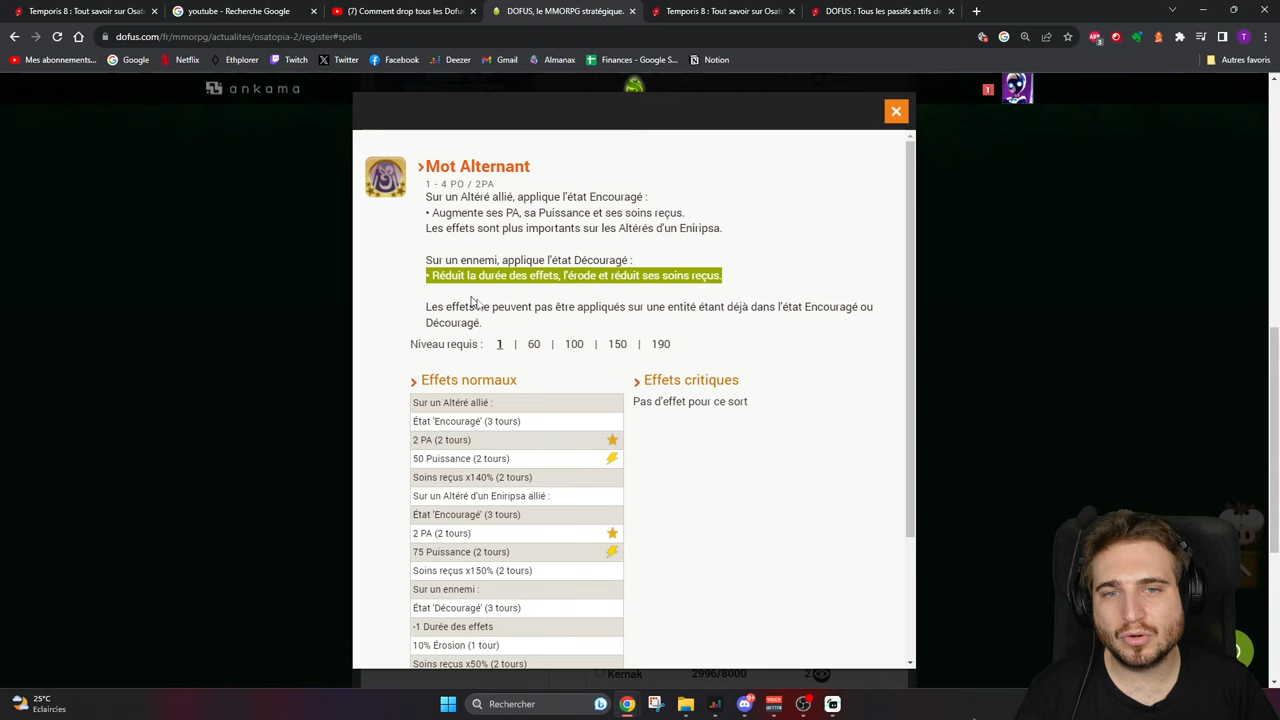 Temporis 8 : Tout savoir sur Osat
youtube - Recherche Google
(7) Comment drop tous les Dofus
DOFUS, le MMORPG stratégique.
Temporis 8 : Tout savoir sur Osat
DOFUS : Tous les passifs actifs de
dofus.com/fr/mmorpg/actualites/osatopia-2/register#spells
Mes abonnements...
Google
Netflix
Ethplorer
Twitch
Twitter
Facebook
Deezer
Gmail
Almanax
Finances - Google S...
Notion
Autres favoris
ankama
1
Mot Alternant
1 - 4 PO / 2PA
Sur un Altéré allié, applique l'état Encouragé :
• Augmente ses PA, sa Puissance et ses soins reçus.
Les effets sont plus importants sur les Altérés d'un Eniripsa.
Sur un ennemi, applique l'état Découragé :
• Réduit la durée des effets, l'érode et réduit ses soins reçus.
Les effets ne peuvent pas être appliqués sur une entité étant déjà dans l'état Encouragé ou
Découragé.
Niveau requis : 1 | 60 | 100 | 150 | 190
Effets normaux
Effets critiques
Sur un Altéré allié :
Pas d'effet pour ce sort
État 'Encouragé' (3 tours)
2 PA (2 tours)
50 Puissance (2 tours)
Soins reçus x140% (2 tours)
Sur un Altéré d'un Eniripsa allié :
État 'Encouragé' (3 tours)
2 PA (2 tours)
75 Puissance (2 tours)
Soins reçus x150% (2 tours)
Sur un ennemi :
État 'Découragé' (3 tours)
-1 Durée des effets
10% Érosion (1 tour)
Soins reçus x50% (2 tours)
Kernak
2996/8000
2
25°C
Eclaircies
Rechercher